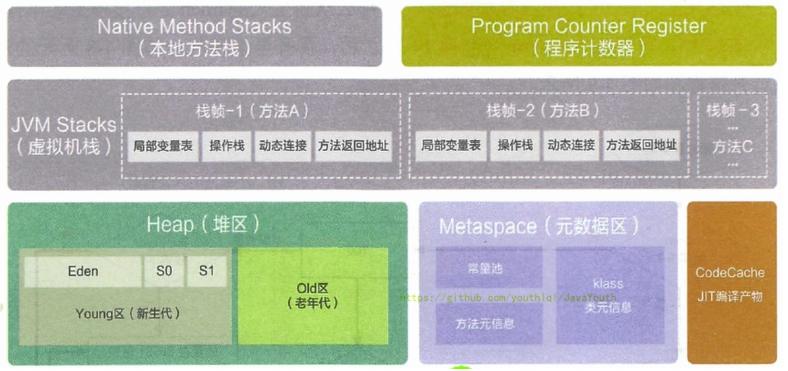 Native Method Stacks
（本地方法栈）
Program Counter Register
（程序计数器）
JVM Stacks
（虚拟机栈）
栈帧-1（方法A）
局部变量表
操作栈
动态连接
方法返回地址
栈帧-2（方法B）
局部变量表
操作栈
动态连接
方法返回地址
栈帧-3
...
方法C
...
Heap（堆区）
Eden
S0
S1
Young区（新生代）
Old区
（老年代）
Metaspace（元数据区）
常量池
方法元信息
klass
类元信息
CodeCache
JIT编译产物
https://github.com/youthlql/JavaYouth